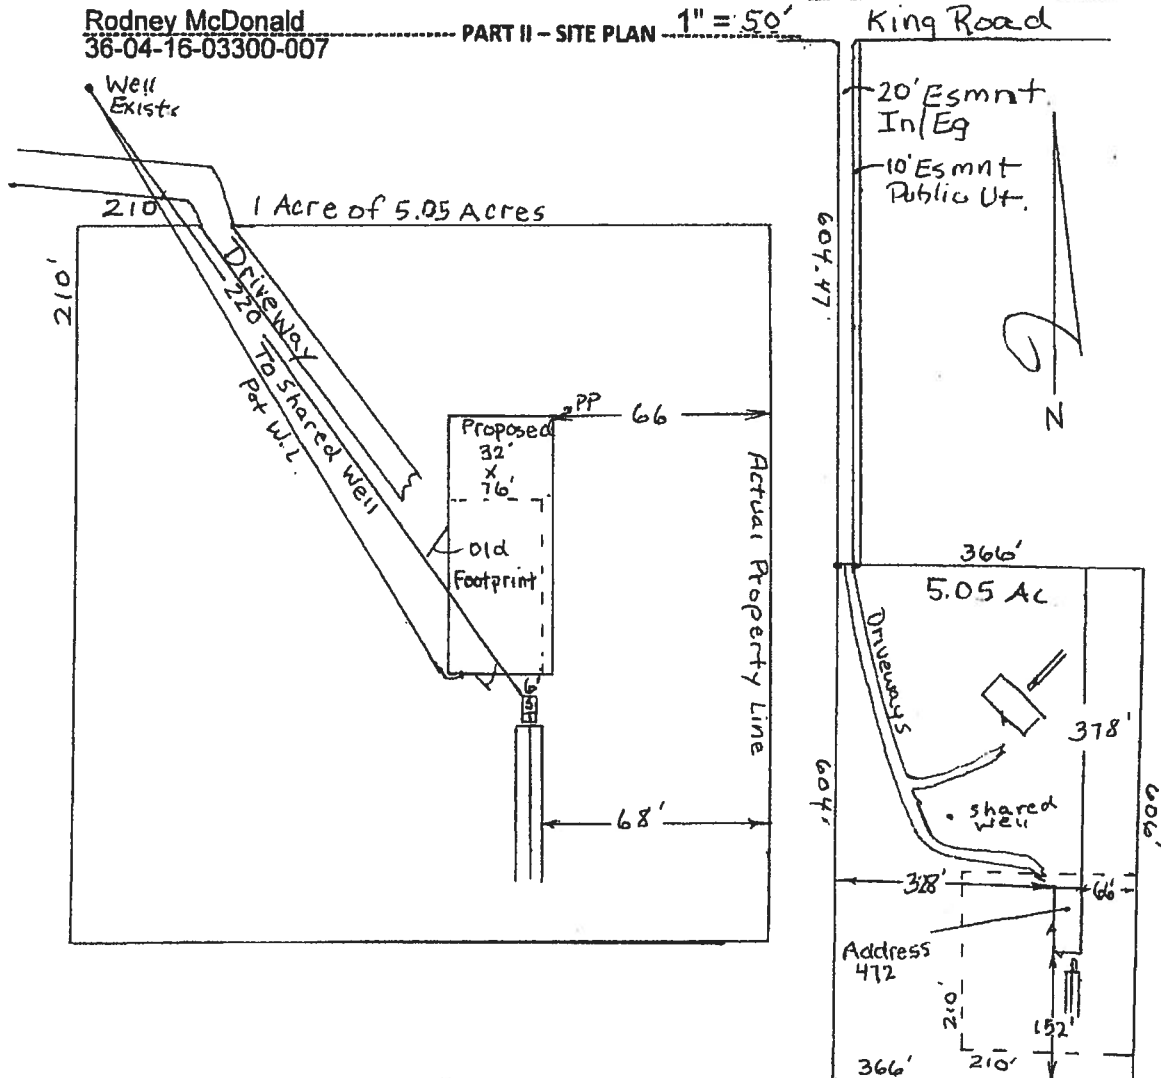 Rodney McDonald
36-04-16-03300-007
PART II – SITE PLAN
1" = 50'
King Road
Well
Exists
20' Esmnt
In/Eg
10' Esmnt
Public Ut.
604.47'
N
210'
1 Acre of 5.05 Acres
210'
Driveway
220 To Shared Well
Pot W.L.
PP
66
Proposed
32'
x
76'
Old
Footprint
Actual Property Line
6'
68'
366'
5.05 Ac
Driveways
378'
604'
606'
shared
well
66'
Address
472
210'
152'
366'
210'